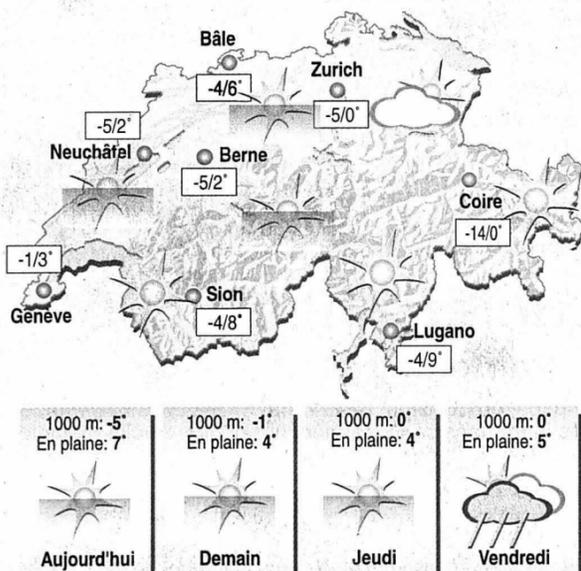 Bâle
-4/6°
Zurich
-5/0°
-5/2°
Neuchâtel
Berne
-5/2°
Coire
-14/0°
-1/3°
Genève
Sion
-4/8°
Lugano
-4/9°
1000 m: -5°
En plaine: 7°
Aujourd'hui
1000 m: -1°
En plaine: 4°
Demain
1000 m: 0°
En plaine: 4°
Jeudi
1000 m: 0°
En plaine: 5°
Vendredi